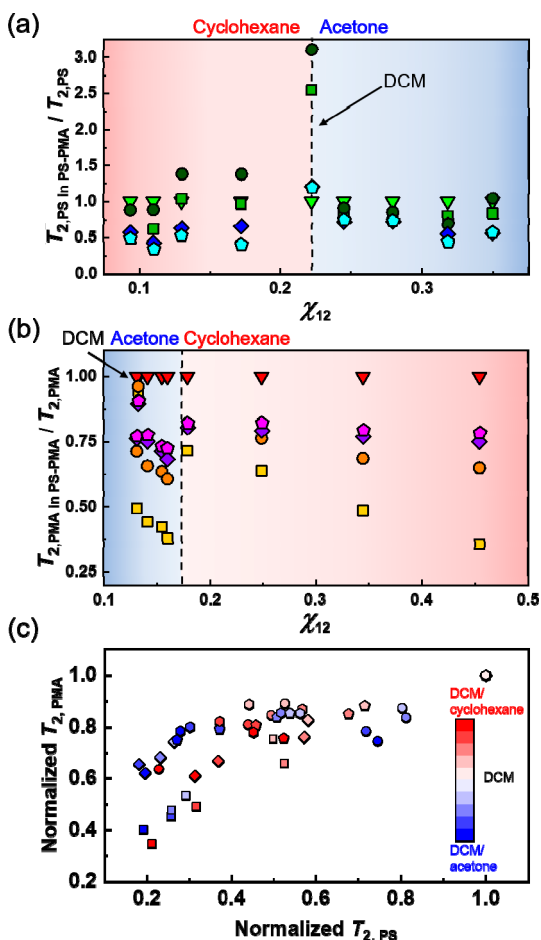 (a)
Cyclohexane Acetone
DCM
T2,PS in PS-PMA / T2,PS
3.0
2.5
2.0
1.5
1.0
0.5
0.0
0.1 0.2 0.3
χ12
(b)
DCM Acetone Cyclohexane
T2,PMA in PS-PMA / T2,PMA
1.00
0.75
0.50
0.25
0.1 0.2 0.3 0.4 0.5
χ12
(c)
Normalized T2, PMA
1.0
0.8
0.6
0.4
0.2
DCM/
cyclohexane
DCM
DCM/
acetone
0.2 0.4 0.6 0.8 1.0
Normalized T2, PS